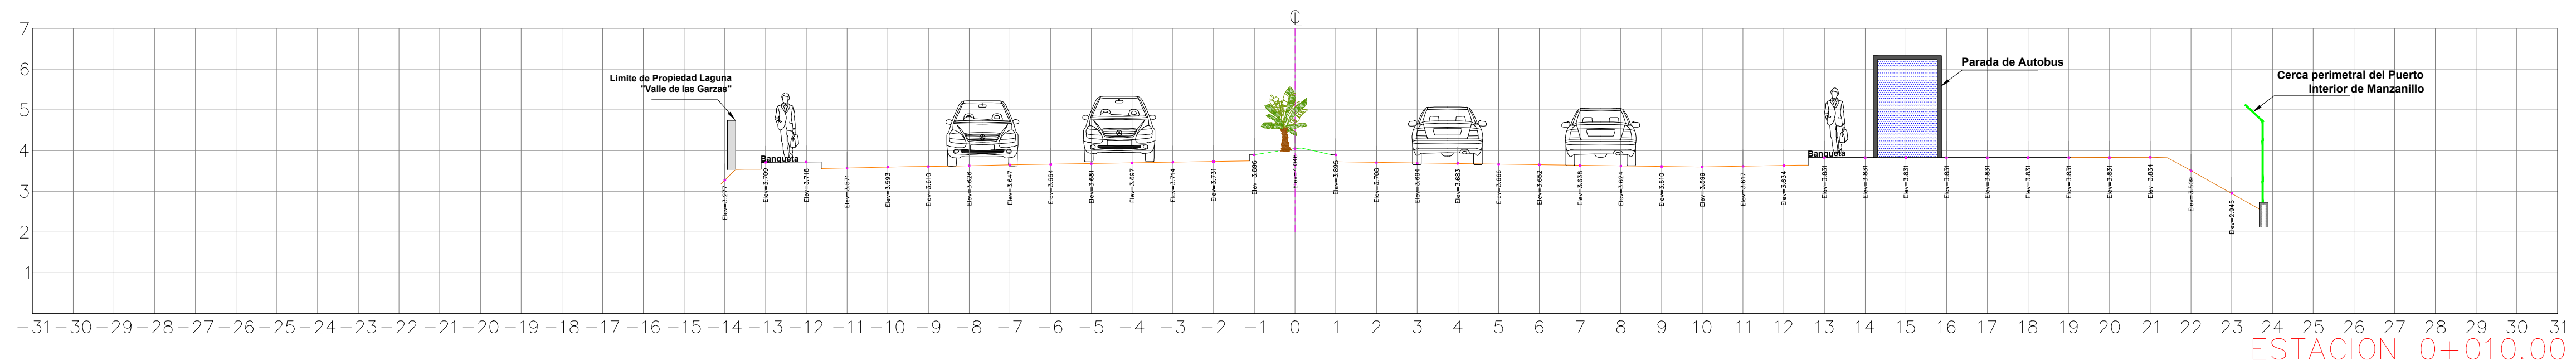 ℄
7
6
5
4
3
2
1
Límite de Propiedad Laguna
"Valle de las Garzas"
Banqueta
Parada de Autobus
Cerca perimetral del Puerto
Interior de Manzanillo
Banqueta
Elev=3.277
Elev=3.709
Elev=3.718
Elev=3.571
Elev=3.593
Elev=3.610
Elev=3.626
Elev=3.647
Elev=3.664
Elev=3.681
Elev=3.697
Elev=3.714
Elev=3.731
Elev=3.896
Elev=4.046
Elev=3.895
Elev=3.708
Elev=3.694
Elev=3.683
Elev=3.666
Elev=3.652
Elev=3.638
Elev=3.624
Elev=3.610
Elev=3.599
Elev=3.617
Elev=3.634
Elev=3.831
Elev=3.831
Elev=3.831
Elev=3.831
Elev=3.831
Elev=3.831
Elev=3.831
Elev=3.831
Elev=3.834
Elev=3.509
Elev=2.945
-31 -30 -29 -28 -27 -26 -25 -24 -23 -22 -21 -20 -19 -18 -17 -16 -15 -14 -13 -12 -11 -10 -9 -8 -7 -6 -5 -4 -3 -2 -1 0 1 2 3 4 5 6 7 8 9 10 11 12 13 14 15 16 17 18 19 20 21 22 23 24 25 26 27 28 29 30 31
ESTACION 0+010.00